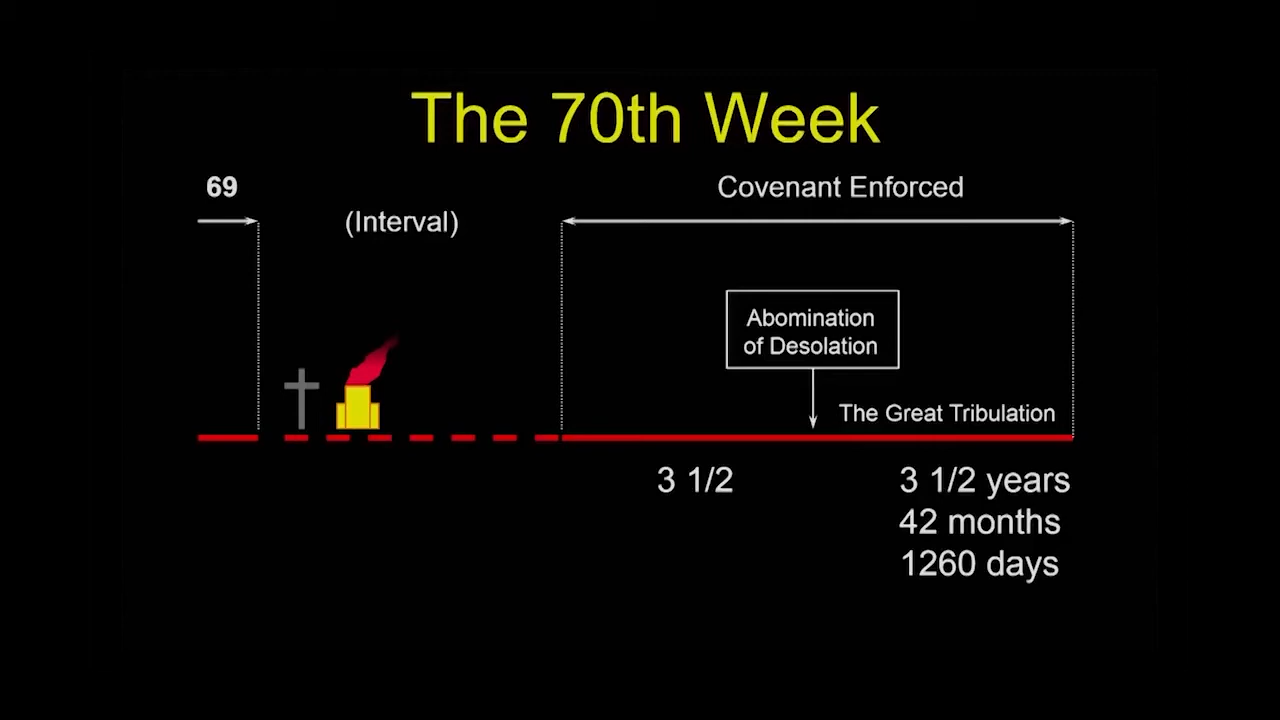 The 70th Week
69
Covenant Enforced
(Interval)
Abomination
of Desolation
The Great Tribulation
3 1/2
3 1/2 years
42 months
1260 days